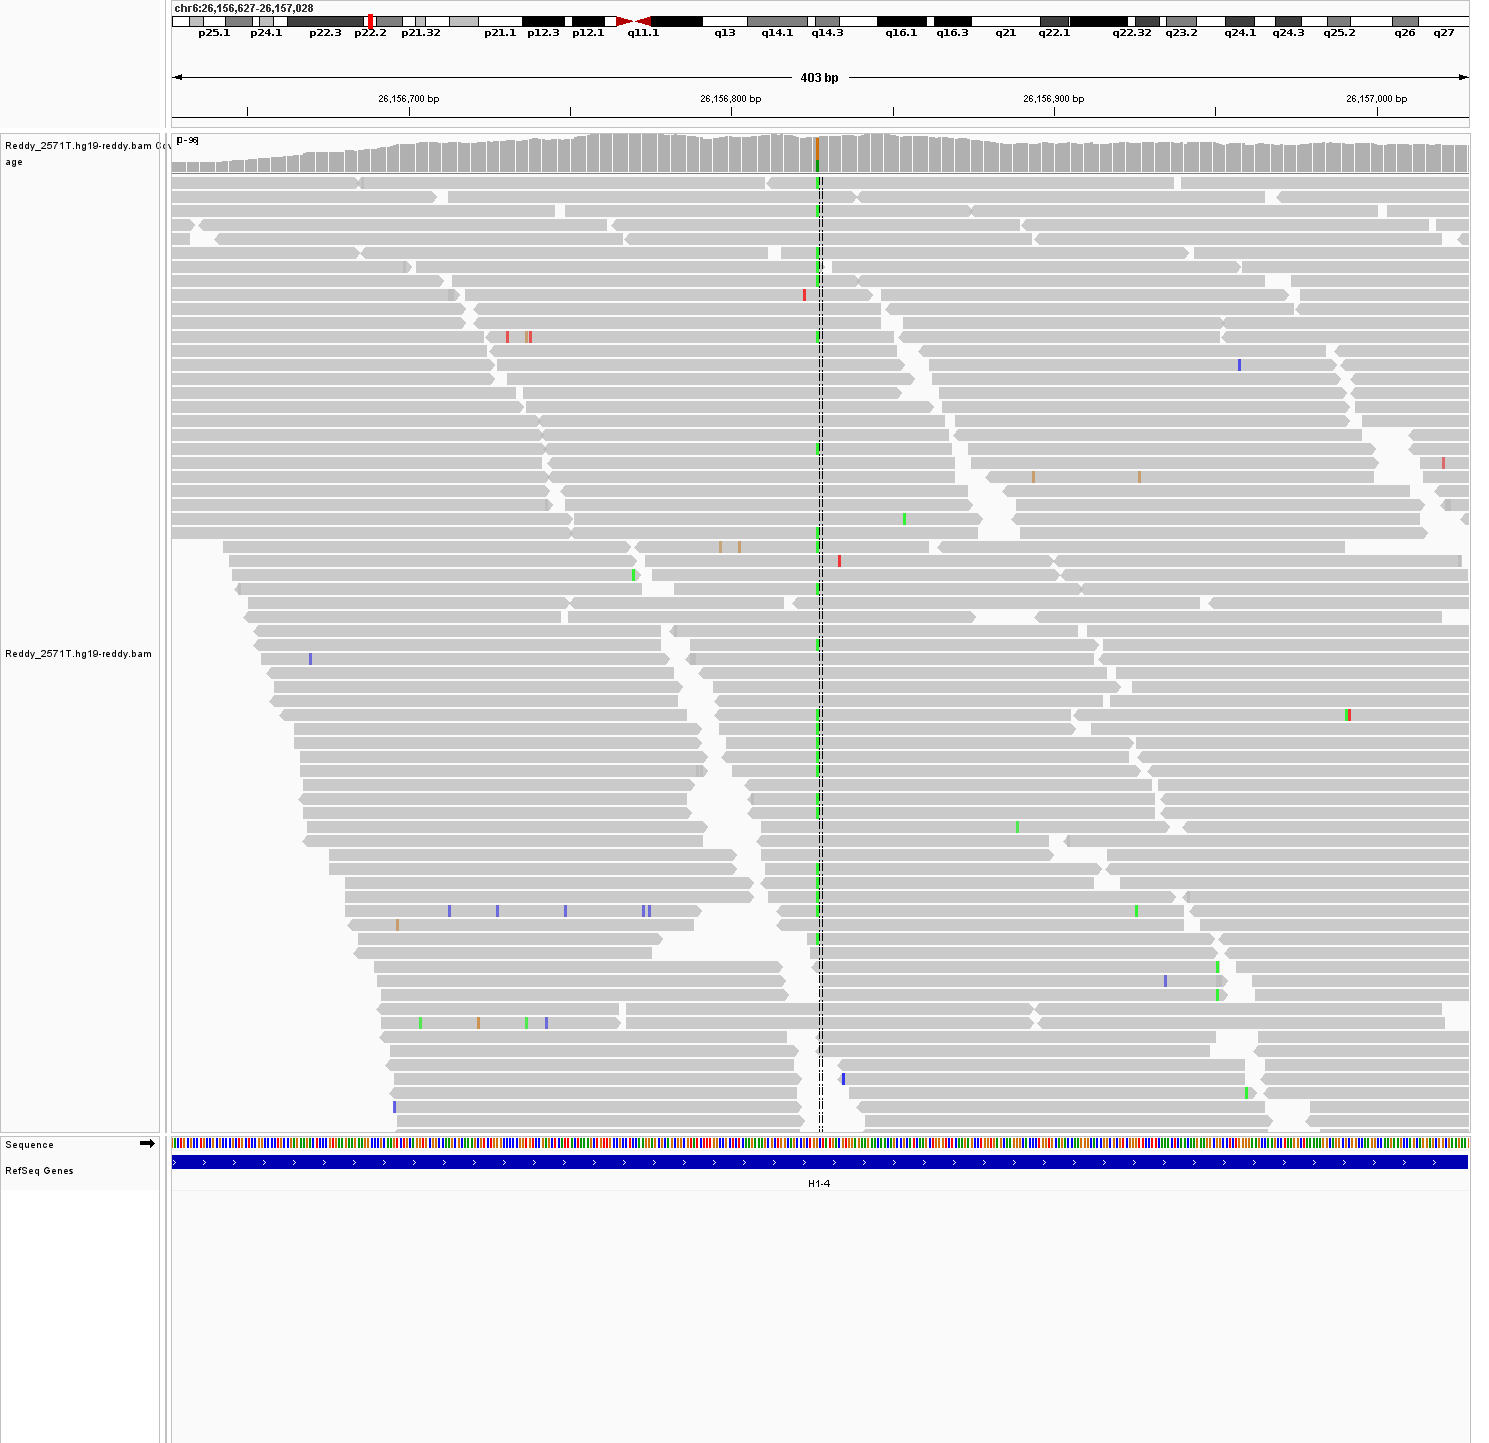 chr6:26,156,627-26,157,028
p25.1 p24.1 p22.3 p22.2 p21.32 p21.1 p12.3 p12.1 q11.1 q13 q14.1 q14.3 q16.1 q16.3 q21 q22.1 q22.32 q23.2 q24.1 q24.3 q25.2 q26 q27
403 bp
26,156,700 bp 26,156,800 bp 26,156,900 bp 26,157,000 bp
Reddy_2571T.hg19-reddy.bam Cov
age
[0-96]
Reddy_2571T.hg19-reddy.bam
Sequence
RefSeq Genes
H1-4